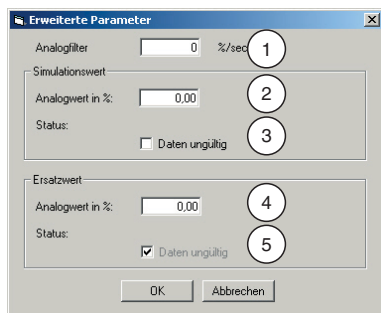 Erweiterte Parameter
Analogfilter 0 %/sec 1
Simulationswert
Analogwert in %: 0,00 2
Status: 3
Daten ungültig
Ersatzwert
Analogwert in %: 0,00 4
Status: 5
Daten ungültig
OK Abbrechen